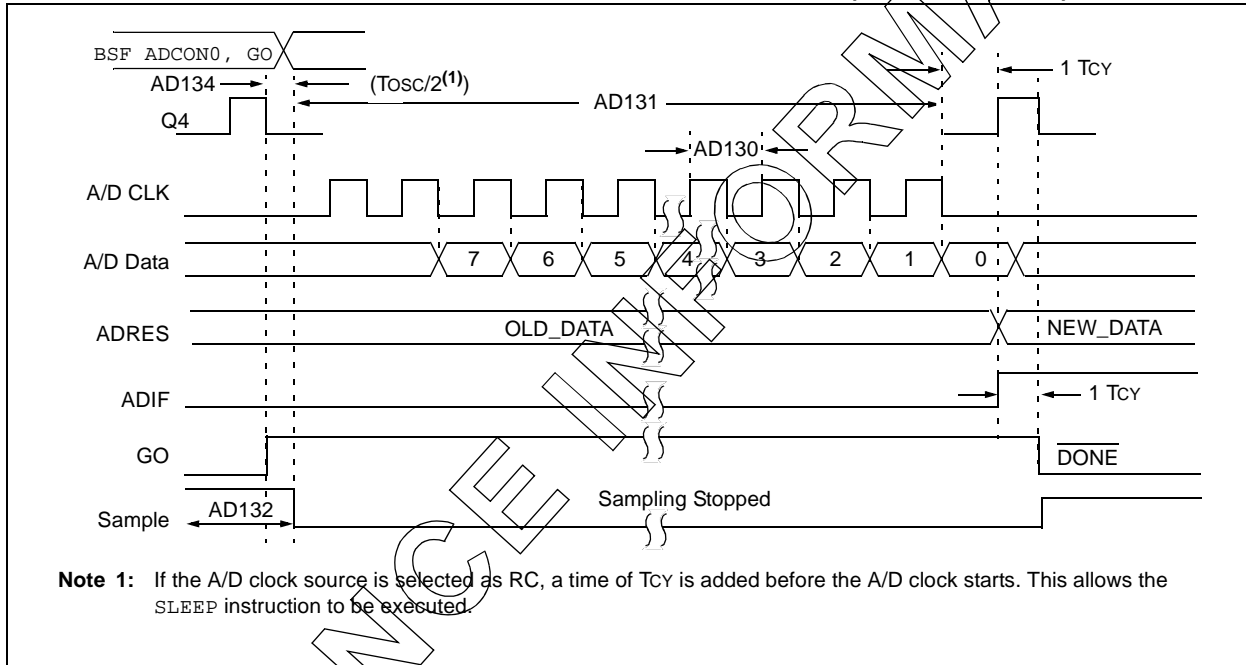 BSF ADCON0, GO
AD134
(TOSC/2(1))
AD131
1 TCY
Q4
AD130
A/D CLK
A/D Data
7 6 5 4 3 2 1 0
ADRES
OLD_DATA
NEW_DATA
ADIF
1 TCY
GO
DONE
Sample
AD132
Sampling Stopped
Note 1: If the A/D clock source is selected as RC, a time of TCY is added before the A/D clock starts. This allows the
SLEEP instruction to be executed.